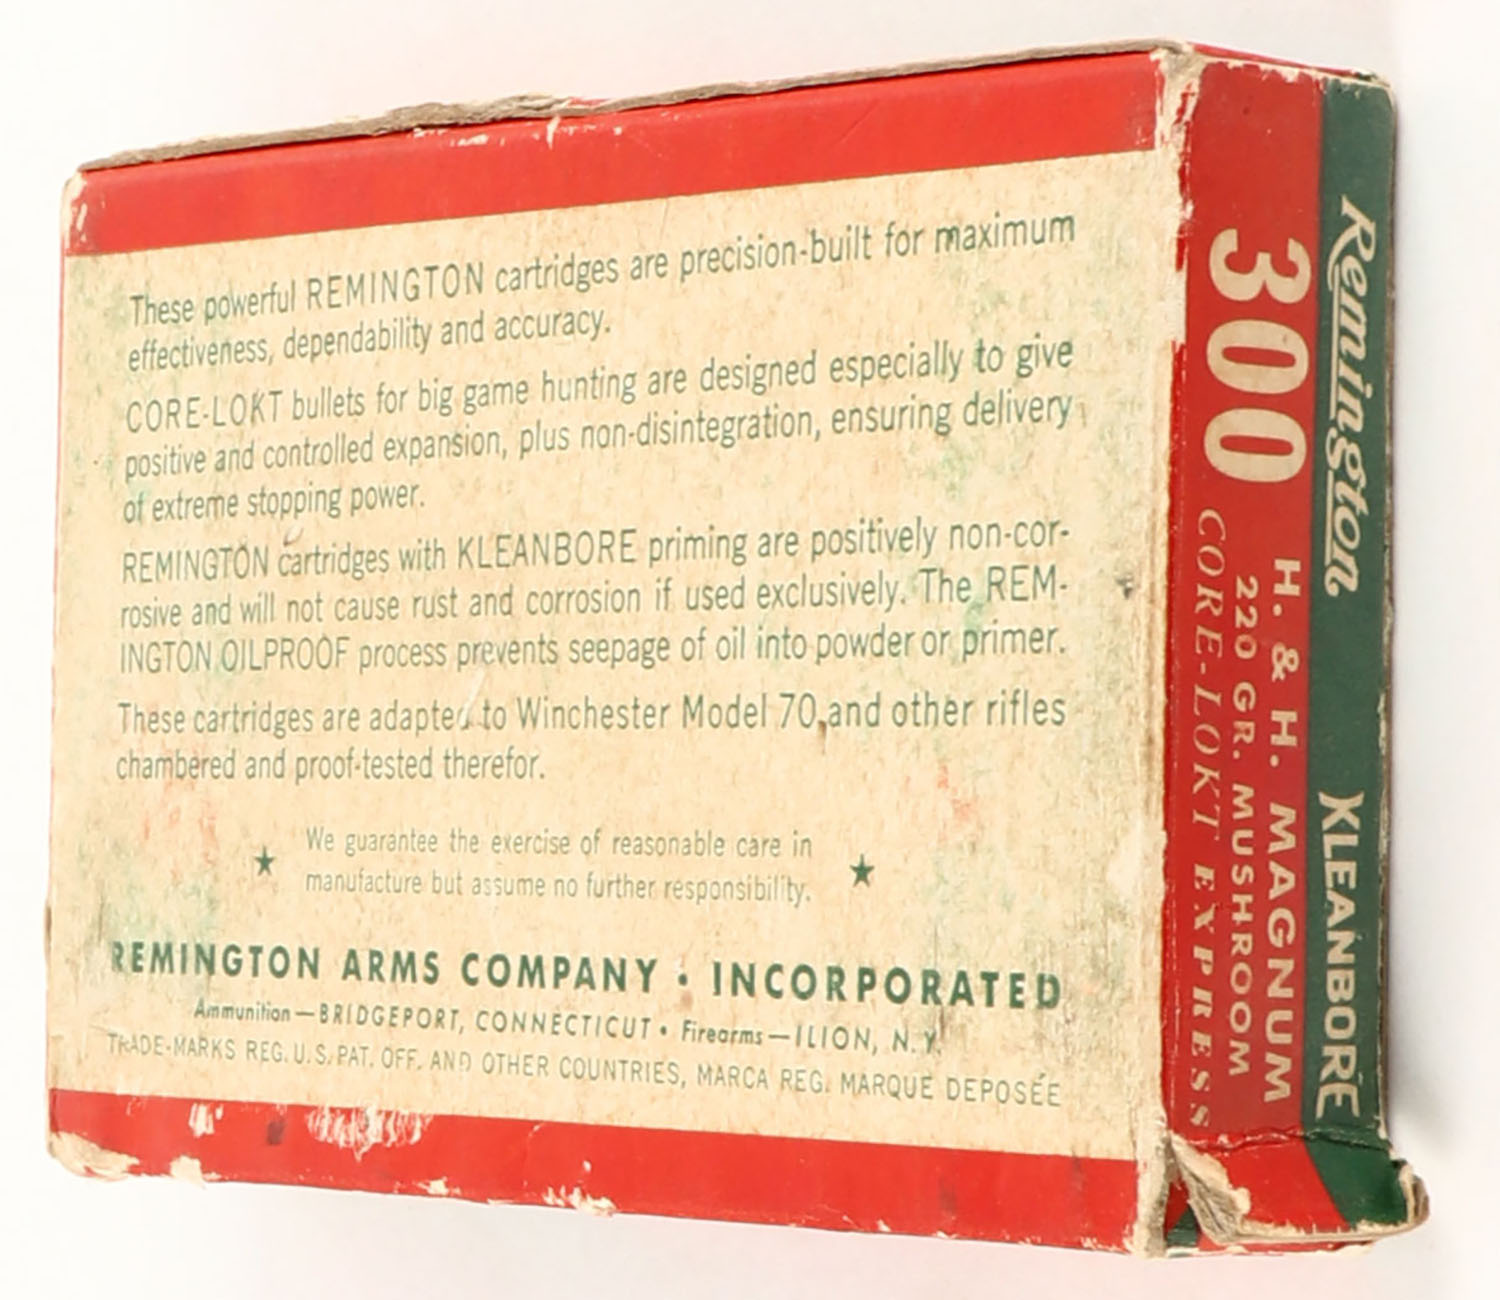 These powerful REMINGTON cartridges are precision-built for maximum
effectiveness, dependability and accuracy.
CORE-LOKT bullets for big game hunting are designed especially to give
positive and controlled expansion, plus non-disintegration, ensuring delivery
of extreme stopping power.
REMINGTON cartridges with KLEANBORE priming are positively non-cor-
rosive and will not cause rust and corrosion if used exclusively. The REM-
INGTON OILPROOF process prevents seepage of oil into powder or primer.
These cartridges are adapted to Winchester Model 70 and other rifles
chambered and proof-tested therefor.
We guarantee the exercise of reasonable care in
manufacture but assume no further responsibility.
REMINGTON ARMS COMPANY • INCORPORATED
Ammunition—BRIDGEPORT, CONNECTICUT • Firearms—ILION, N. Y.
TRADE-MARKS REG. U. S. PAT. OFF. AND OTHER COUNTRIES, MARCA REG. MARQUE DEPOSÉE
Remington KLEANBORE
300 H. & H. MAGNUM
220 GR. MUSHROOM
CORE-LOKT EXPRESS